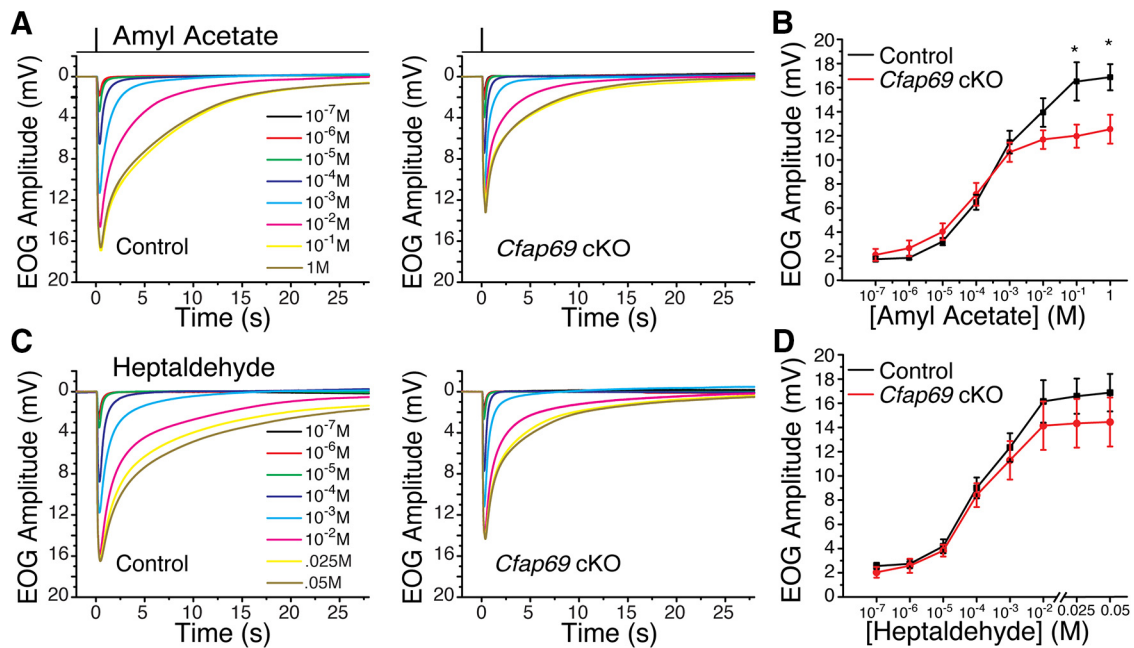 A
Amyl Acetate
EOG Amplitude (mV)
0
4
8
12
16
20
10⁻⁷M
10⁻⁶M
10⁻⁵M
10⁻⁴M
10⁻³M
10⁻²M
10⁻¹M
1M
Control
0 5 10 15 20 25
Time (s)
EOG Amplitude (mV)
0
4
8
12
16
20
Cfap69 cKO
0 5 10 15 20 25
Time (s)
B
EOG Amplitude (mV)
20
18
16
14
12
10
8
6
4
2
0
Control
Cfap69 cKO
* *
10⁻⁷ 10⁻⁶ 10⁻⁵ 10⁻⁴ 10⁻³ 10⁻² 10⁻¹ 1
[Amyl Acetate] (M)
C
Heptaldehyde
EOG Amplitude (mV)
0
4
8
12
16
20
10⁻⁷M
10⁻⁶M
10⁻⁵M
10⁻⁴M
10⁻³M
10⁻²M
.025M
.05M
Control
0 5 10 15 20 25
Time (s)
EOG Amplitude (mV)
0
4
8
12
16
20
Cfap69 cKO
0 5 10 15 20 25
Time (s)
D
EOG Amplitude (mV)
20
18
16
14
12
10
8
6
4
2
0
Control
Cfap69 cKO
10⁻⁷ 10⁻⁶ 10⁻⁵ 10⁻⁴ 10⁻³ 10⁻² // 0.025 0.05
[Heptaldehyde] (M)